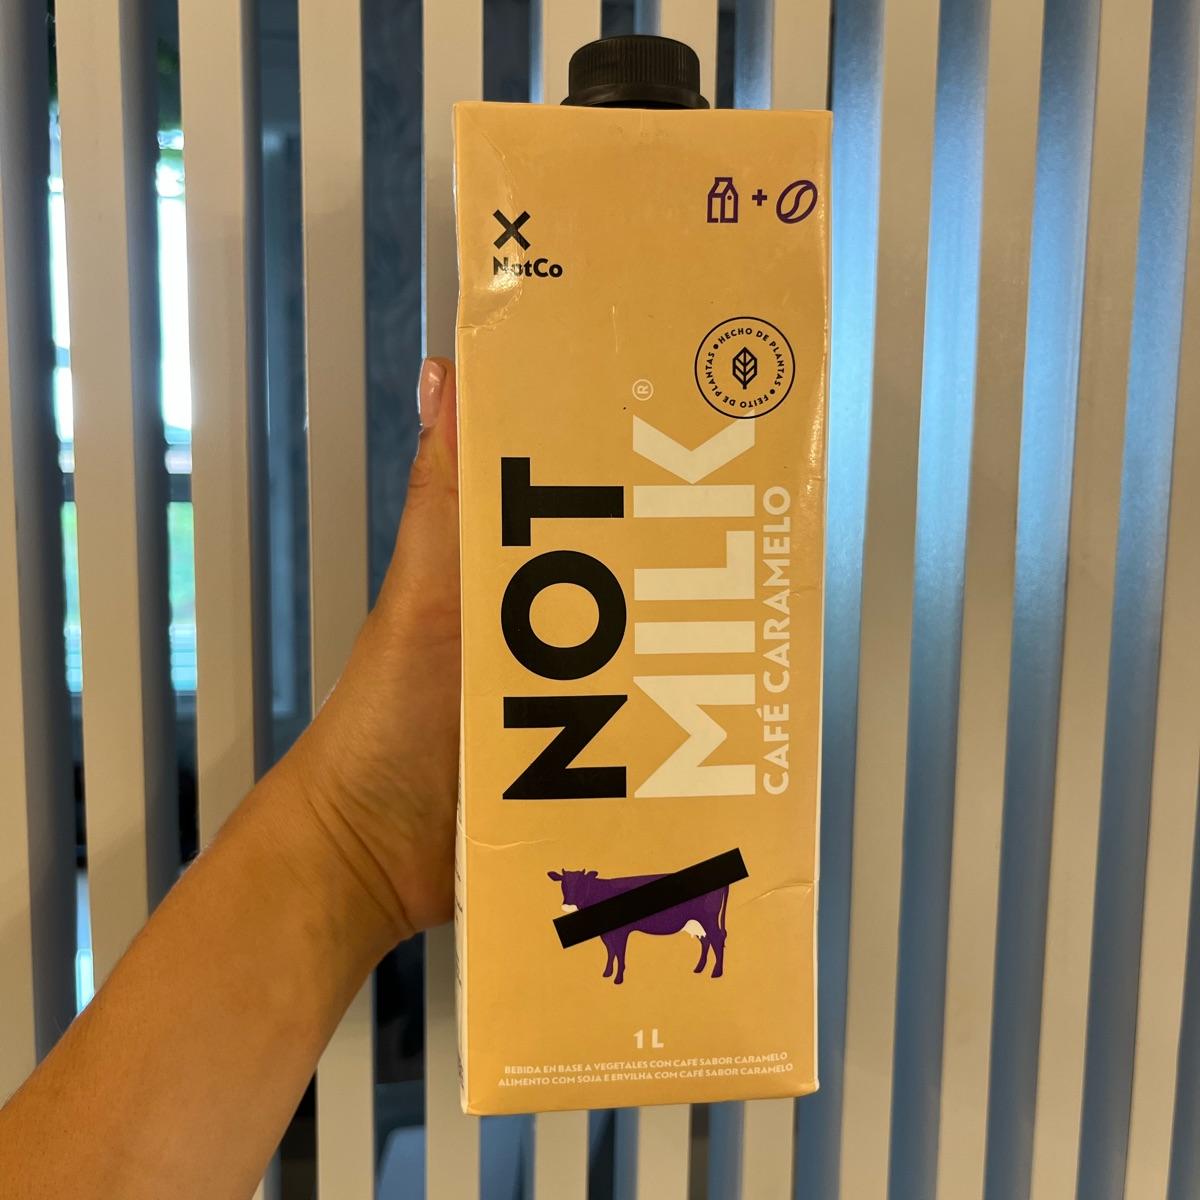 NotCo
+
HECHO DE PLANTAS • FEITO DE PLANTAS •
NOT
MILK®
CAFÉ CARAMELO
1 L
BEBIDA EN BASE A VEGETALES CON CAFÉ SABOR CARAMELO
ALIMENTO COM SOJA E ERVILHA COM CAFÉ SABOR CARAMELO